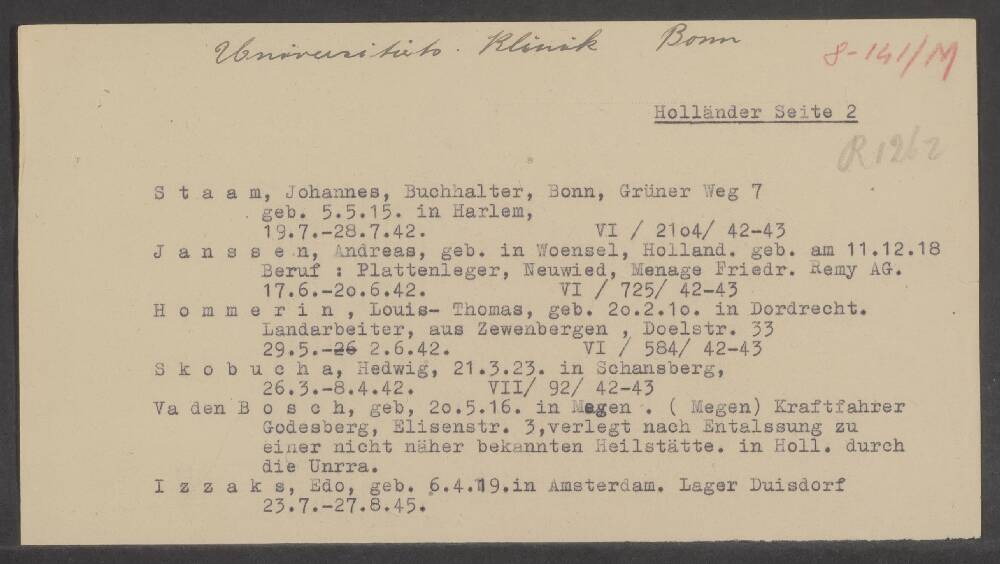 Universitäts. Klinik Bonn
8-141/M
Holländer Seite 2
R1262
S t a a m, Johannes, Buchhalter, Bonn, Grüner Weg 7
geb. 5.5.15. in Harlem,
19.7.-28.7.42. VI / 21o4/ 42-43
J a n s s e n, Andreas, geb. in Woensel, Holland. geb. am 11.12.18
Beruf : Plattenleger, Neuwied, Menage Friedr. Remy AG.
17.6.-2o.6.42. VI / 725/ 42-43
H o m m e r i n , Louis- Thomas, geb. 2o.2.1o. in Dordrecht.
Landarbeiter, aus Zewenbergen , Doelstr. 33
29.5.-26 2.6.42. VI / 584/ 42-43
S k o b u c h a, Hedwig, 21.3.23. in Schansberg,
26.3.-8.4.42. VII/ 92/ 42-43
Va den B o s c h, geb, 2o.5.16. in Megen . ( Megen) Kraftfahrer
Godesberg, Elisenstr. 3,verlegt nach Entalssung zu
einer nicht näher bekannten Heilstätte. in Holl. durch
die Unrra.
I z z a k s, Edo, geb. 6.4.19.in Amsterdam. Lager Duisdorf
23.7.-27.8.45.